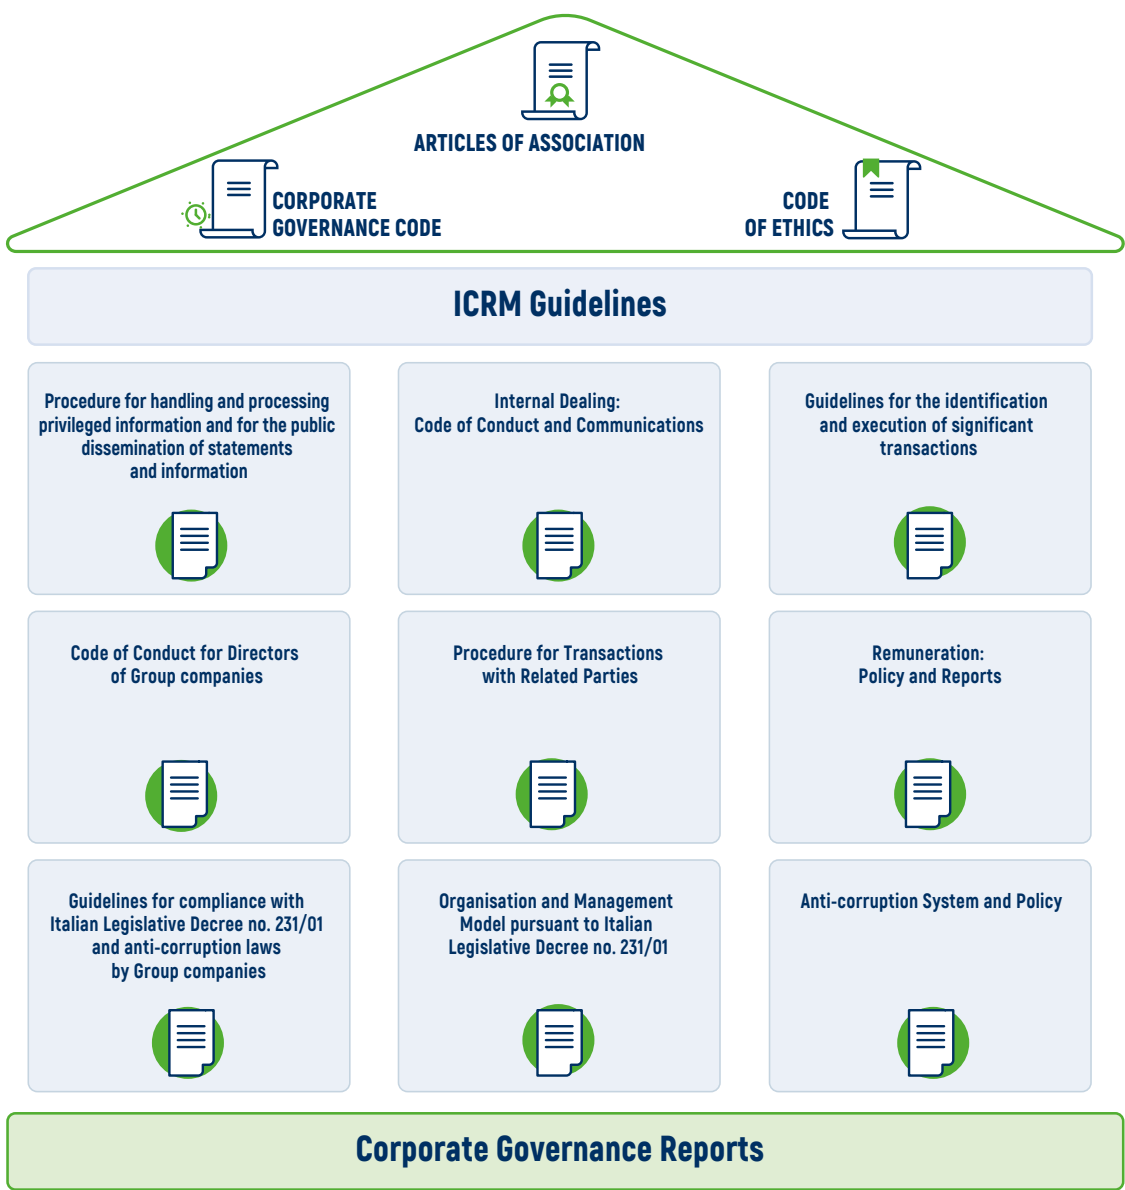 ARTICLES OF ASSOCIATION
CORPORATE
GOVERNANCE CODE
CODE
OF ETHICS
ICRM Guidelines
Procedure for handling and processing
privileged information and for the public
dissemination of statements
and information
Internal Dealing:
Code of Conduct and Communications
Guidelines for the identification
and execution of significant
transactions
Code of Conduct for Directors
of Group companies
Procedure for Transactions
with Related Parties
Remuneration:
Policy and Reports
Guidelines for compliance with
Italian Legislative Decree no. 231/01
and anti-corruption laws
by Group companies
Organisation and Management
Model pursuant to Italian
Legislative Decree no. 231/01
Anti-corruption System and Policy
Corporate Governance Reports